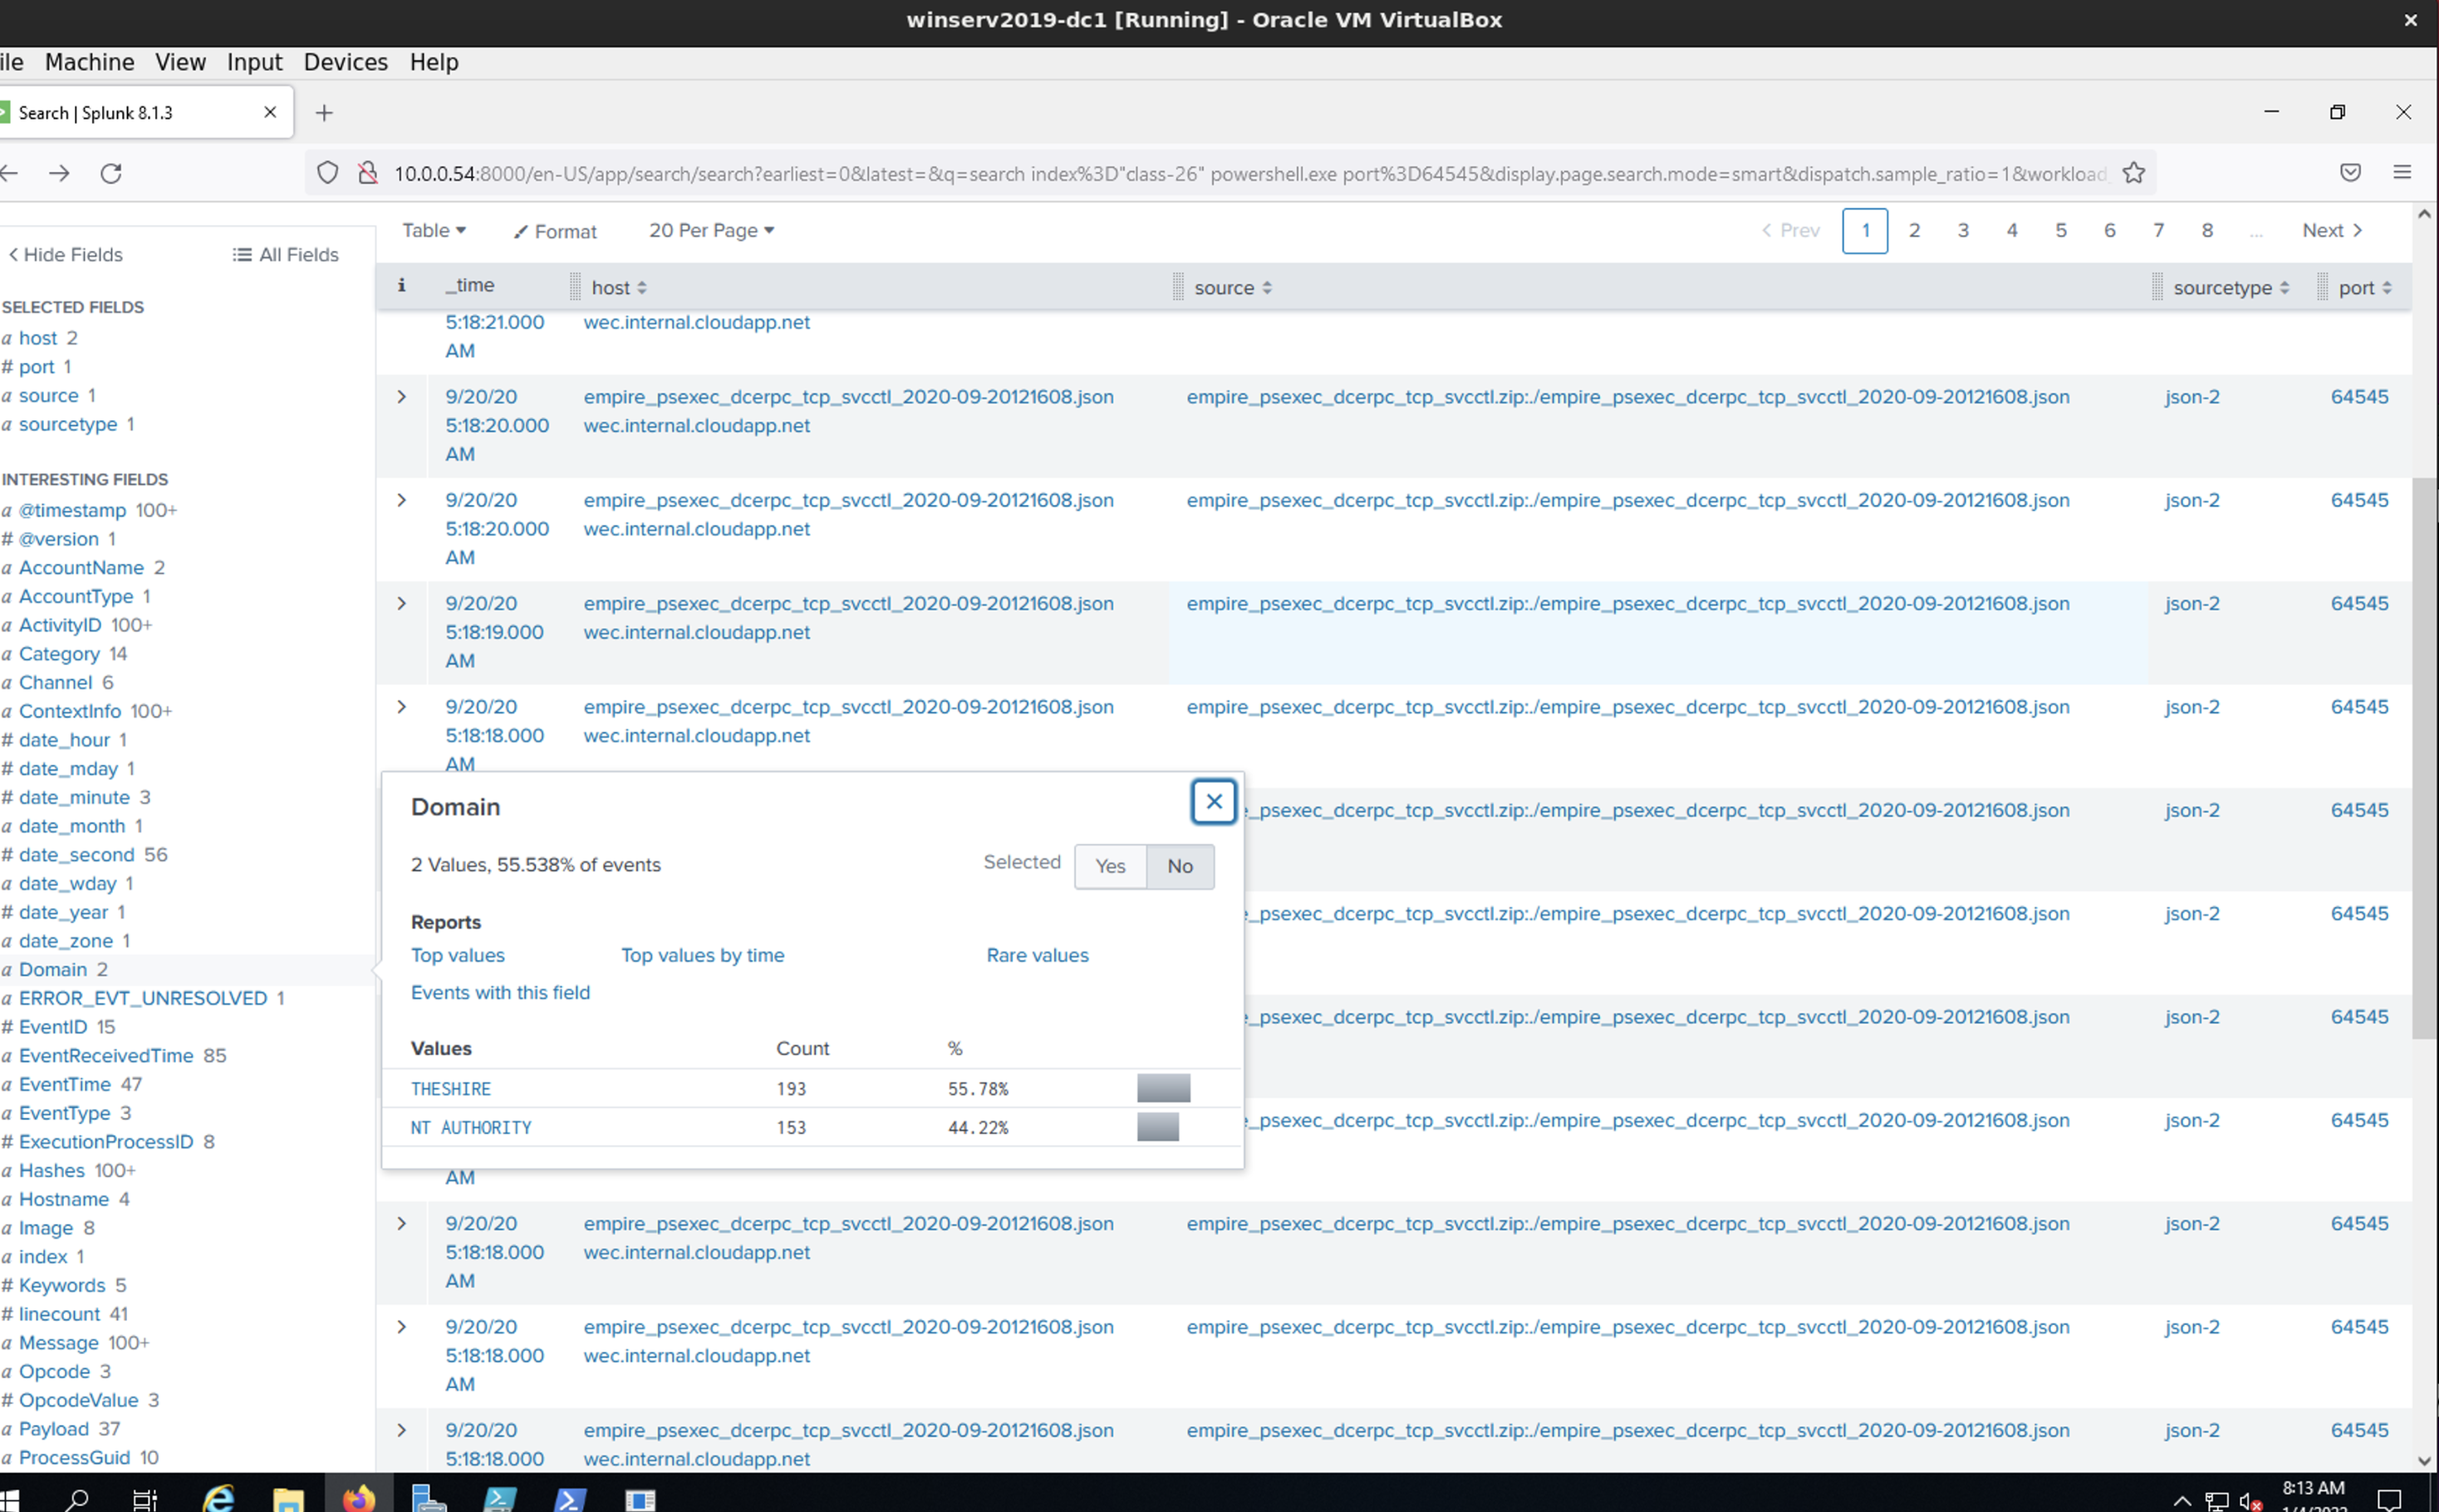 winserv2019-dc1 [Running] - Oracle VM VirtualBox
ile Machine View Input Devices Help
Search | Splunk 8.1.3
10.0.0.54:8000/en-US/app/search/search?earliest=0&latest=&q=search index%3D"class-26" powershell.exe port%3D64545&display.page.search.mode=smart&dispatch.sample_ratio=1&workload
Table Format 20 Per Page
Prev 1 2 3 4 5 6 7 8 ... Next
Hide Fields All Fields
SELECTED FIELDS
a host 2
# port 1
a source 1
a sourcetype 1
INTERESTING FIELDS
a @timestamp 100+
# @version 1
a AccountName 2
a AccountType 1
a ActivityID 100+
a Category 14
a Channel 6
a ContextInfo 100+
# date_hour 1
# date_mday 1
# date_minute 3
a date_month 1
# date_second 56
a date_wday 1
# date_year 1
a date_zone 1
a Domain 2
a ERROR_EVT_UNRESOLVED 1
# EventID 15
a EventReceivedTime 85
a EventTime 47
a EventType 3
# ExecutionProcessID 8
a Hashes 100+
a Hostname 4
a Image 8
a index 1
# Keywords 5
# linecount 41
a Message 100+
a Opcode 3
# OpcodeValue 3
a Payload 37
a ProcessGuid 10
i _time host source sourcetype port
5:18:21.000 wec.internal.cloudapp.net
AM
9/20/20 empire_psexec_dcerpc_tcp_svcctl_2020-09-20121608.json empire_psexec_dcerpc_tcp_svcctl.zip:./empire_psexec_dcerpc_tcp_svcctl_2020-09-20121608.json json-2 64545
5:18:20.000 wec.internal.cloudapp.net
AM
9/20/20 empire_psexec_dcerpc_tcp_svcctl_2020-09-20121608.json empire_psexec_dcerpc_tcp_svcctl.zip:./empire_psexec_dcerpc_tcp_svcctl_2020-09-20121608.json json-2 64545
5:18:20.000 wec.internal.cloudapp.net
AM
9/20/20 empire_psexec_dcerpc_tcp_svcctl_2020-09-20121608.json empire_psexec_dcerpc_tcp_svcctl.zip:./empire_psexec_dcerpc_tcp_svcctl_2020-09-20121608.json json-2 64545
5:18:19.000 wec.internal.cloudapp.net
AM
9/20/20 empire_psexec_dcerpc_tcp_svcctl_2020-09-20121608.json empire_psexec_dcerpc_tcp_svcctl.zip:./empire_psexec_dcerpc_tcp_svcctl_2020-09-20121608.json json-2 64545
5:18:18.000 wec.internal.cloudapp.net
AM
_psexec_dcerpc_tcp_svcctl.zip:./empire_psexec_dcerpc_tcp_svcctl_2020-09-20121608.json json-2 64545
_psexec_dcerpc_tcp_svcctl.zip:./empire_psexec_dcerpc_tcp_svcctl_2020-09-20121608.json json-2 64545
_psexec_dcerpc_tcp_svcctl.zip:./empire_psexec_dcerpc_tcp_svcctl_2020-09-20121608.json json-2 64545
_psexec_dcerpc_tcp_svcctl.zip:./empire_psexec_dcerpc_tcp_svcctl_2020-09-20121608.json json-2 64545
Domain
2 Values, 55.538% of events
Selected Yes No
Reports
Top values Top values by time Rare values
Events with this field
Values Count %
THESHIRE 193 55.78%
NT AUTHORITY 153 44.22%
AM
9/20/20 empire_psexec_dcerpc_tcp_svcctl_2020-09-20121608.json empire_psexec_dcerpc_tcp_svcctl.zip:./empire_psexec_dcerpc_tcp_svcctl_2020-09-20121608.json json-2 64545
5:18:18.000 wec.internal.cloudapp.net
AM
9/20/20 empire_psexec_dcerpc_tcp_svcctl_2020-09-20121608.json empire_psexec_dcerpc_tcp_svcctl.zip:./empire_psexec_dcerpc_tcp_svcctl_2020-09-20121608.json json-2 64545
5:18:18.000 wec.internal.cloudapp.net
AM
9/20/20 empire_psexec_dcerpc_tcp_svcctl_2020-09-20121608.json empire_psexec_dcerpc_tcp_svcctl.zip:./empire_psexec_dcerpc_tcp_svcctl_2020-09-20121608.json json-2 64545
5:18:18.000 wec.internal.cloudapp.net
8:13 AM